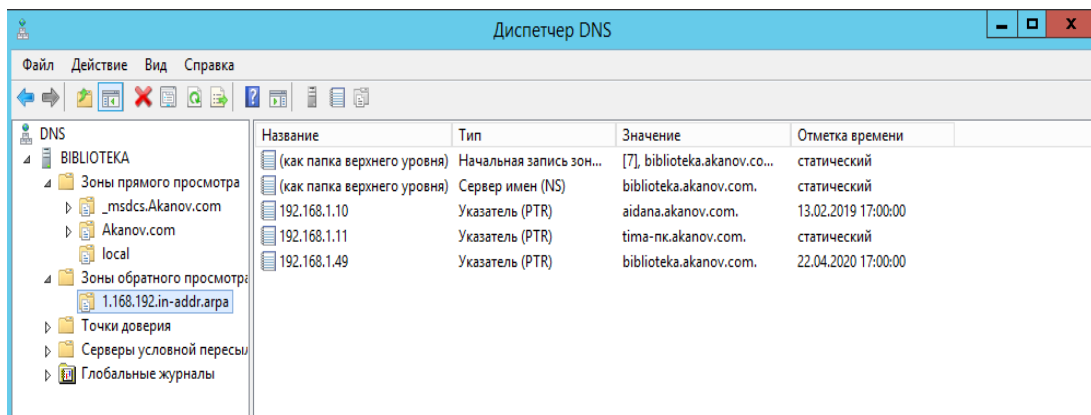 Диспетчер DNS
Файл Действие Вид Справка
DNS
BIBLIOTEKA
Зоны прямого просмотра
_msdcs.Akanov.com
Akanov.com
local
Зоны обратного просмотра
1.168.192.in-addr.arpa
Точки доверия
Серверы условной пересыл
Глобальные журналы
Название Тип Значение Отметка времени
(как папка верхнего уровня) Начальная запись зон... [7], biblioteka.akanov.co... статический
(как папка верхнего уровня) Сервер имен (NS) biblioteka.akanov.com. статический
192.168.1.10 Указатель (PTR) aidana.akanov.com. 13.02.2019 17:00:00
192.168.1.11 Указатель (PTR) tima-пк.akanov.com. статический
192.168.1.49 Указатель (PTR) biblioteka.akanov.com. 22.04.2020 17:00:00